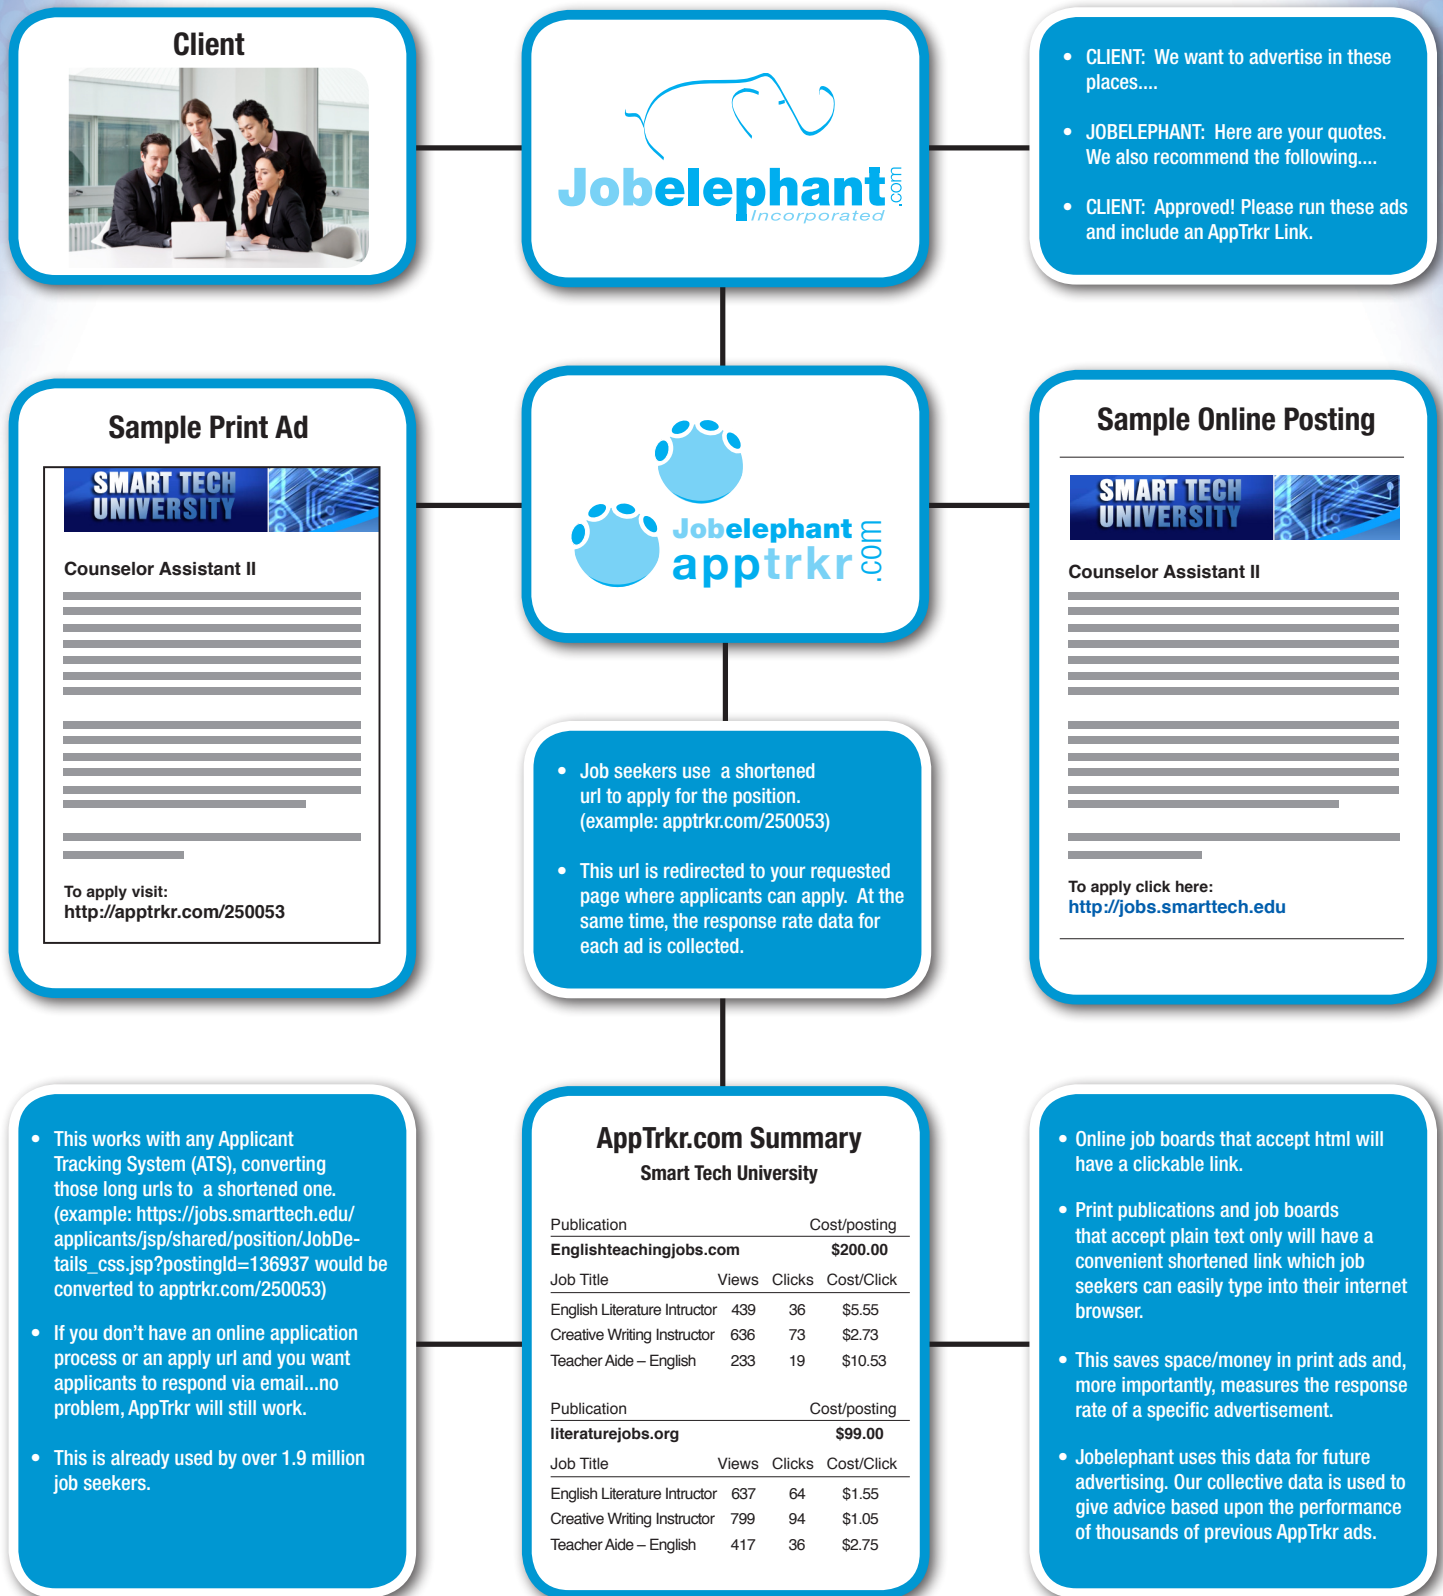 Client
Jobelephant.com
Incorporated
• CLIENT: We want to advertise in these
places....
• JOBELEPHANT: Here are your quotes.
We also recommend the following....
• CLIENT: Approved! Please run these ads
and include an AppTrkr Link.
Sample Print Ad
SMART TECH
UNIVERSITY
Counselor Assistant II
To apply visit:
http://apptrkr.com/250053
Jobelephant
apptrkr.com
Sample Online Posting
SMART TECH
UNIVERSITY
Counselor Assistant II
To apply click here:
http://jobs.smarttech.edu
• Job seekers use a shortened
url to apply for the position.
(example: apptrkr.com/250053)
• This url is redirected to your requested
page where applicants can apply. At the
same time, the response rate data for
each ad is collected.
• This works with any Applicant
Tracking System (ATS), converting
those long urls to a shortened one.
(example: https://jobs.smarttech.edu/
applicants/jsp/shared/position/JobDe-
tails_css.jsp?postingId=136937 would be
converted to apptrkr.com/250053)
• If you don't have an online application
process or an apply url and you want
applicants to respond via email...no
problem, AppTrkr will still work.
• This is already used by over 1.9 million
job seekers.
AppTrkr.com Summary
Smart Tech University
Publication Cost/posting
Englishteachingjobs.com $200.00
Job Title Views Clicks Cost/Click
English Literature Intructor 439 36 $5.55
Creative Writing Instructor 636 73 $2.73
Teacher Aide – English 233 19 $10.53
Publication Cost/posting
literaturejobs.org $99.00
Job Title Views Clicks Cost/Click
English Literature Intructor 637 64 $1.55
Creative Writing Instructor 799 94 $1.05
Teacher Aide – English 417 36 $2.75
• Online job boards that accept html will
have a clickable link.
• Print publications and job boards
that accept plain text only will have a
convenient shortened link which job
seekers can easily type into their internet
browser.
• This saves space/money in print ads and,
more importantly, measures the response
rate of a specific advertisement.
• Jobelephant uses this data for future
advertising. Our collective data is used to
give advice based upon the performance
of thousands of previous AppTrkr ads.